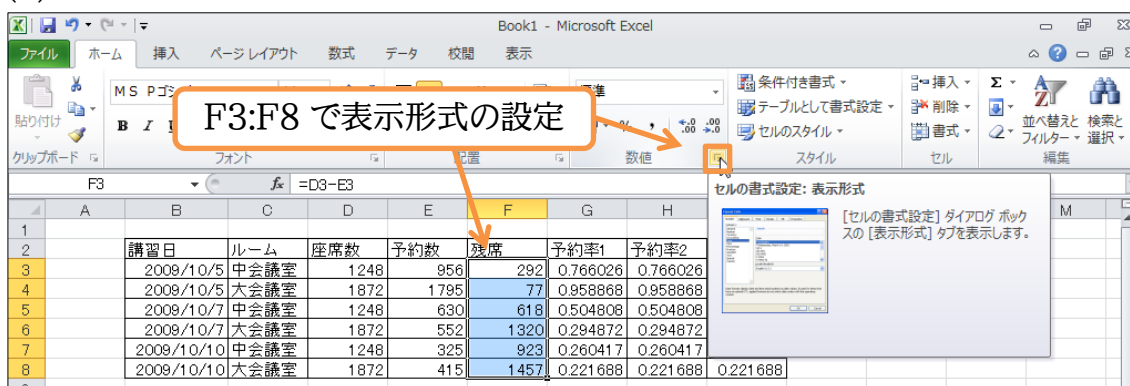 Book1 - Microsoft Excel
ファイル ホーム 挿入 ページ レイアウト 数式 データ 校閲 表示
貼り付け
B I
F3:F8 で表示形式の設定
条件付き書式
テーブルとして書式設定
セルのスタイル
挿入
削除
書式
Σ
並べ替えと
フィルター
検索と
選択
クリップボード フォント 配置 数値 スタイル セル 編集
F3 fx =D3-E3
セルの書式設定: 表示形式
[セルの書式設定] ダイアログ ボック
スの [表示形式] タブを表示します。
A B C D E F G H M
1
2 講習日 ルーム 座席数 予約数 残席 予約率1 予約率2
3 2009/10/5 中会議室 1248 956 292 0.766026 0.766026
4 2009/10/5 大会議室 1872 1795 77 0.958868 0.958868
5 2009/10/7 中会議室 1248 630 618 0.504808 0.504808
6 2009/10/7 大会議室 1872 552 1320 0.294872 0.294872
7 2009/10/10 中会議室 1248 325 923 0.260417 0.260417
8 2009/10/10 大会議室 1872 415 1457 0.221688 0.221688 0.221688